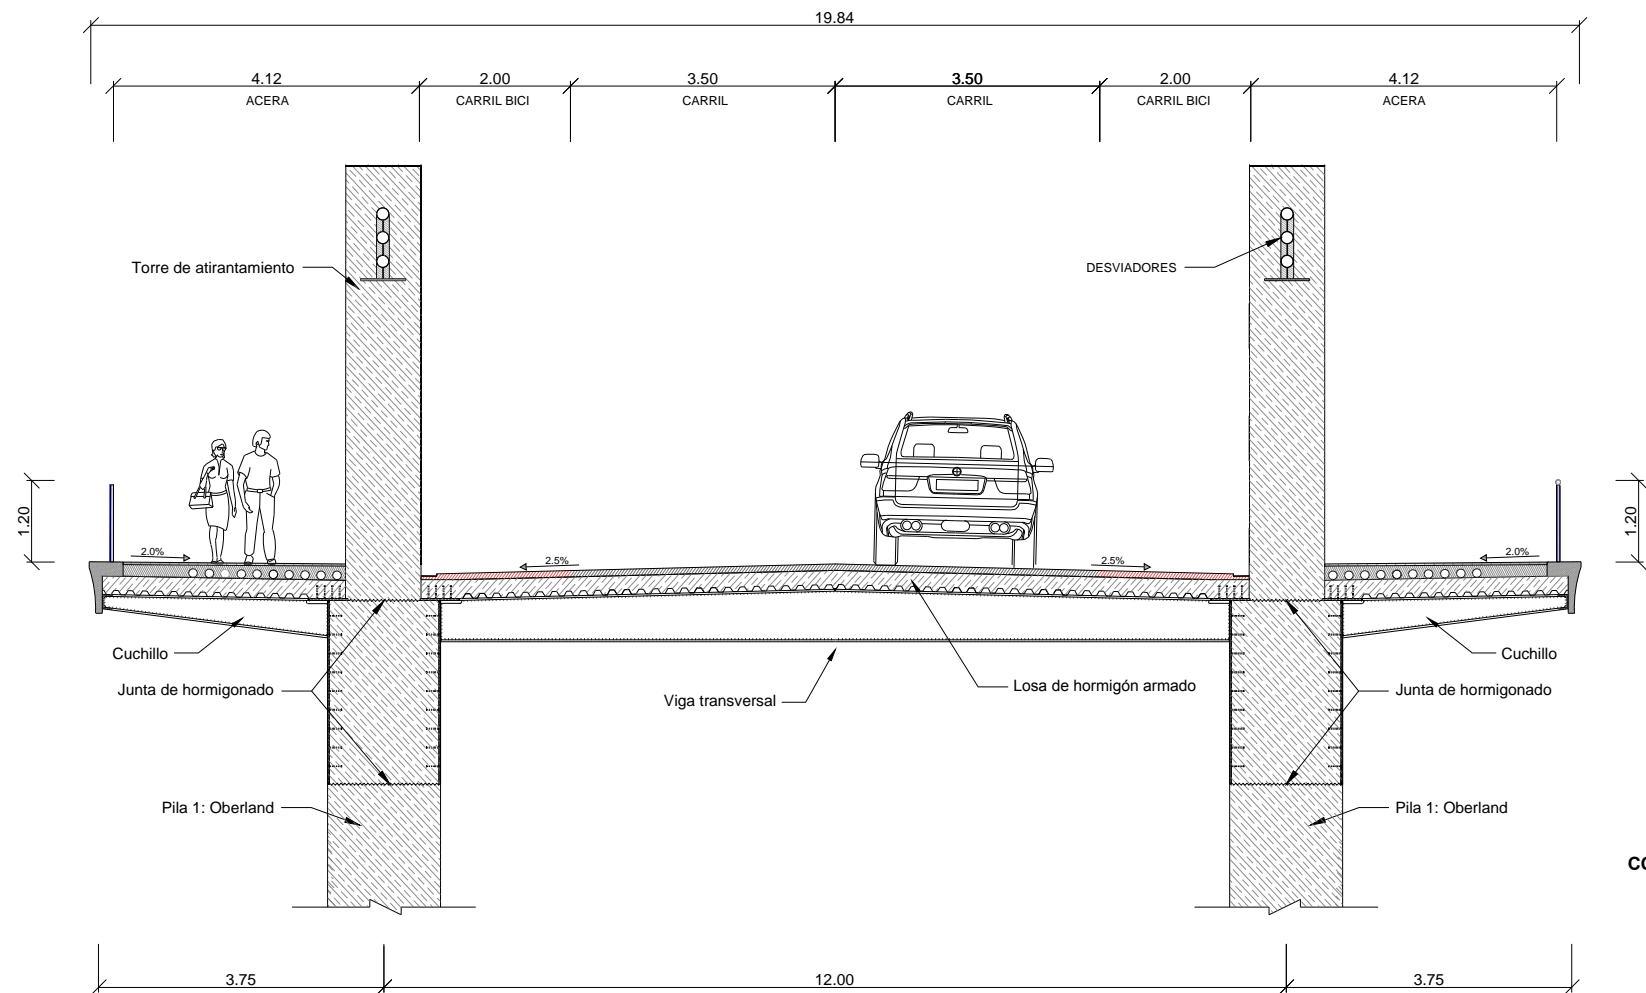 19.84
4.12 2.00 3.50 3.50 2.00 4.12
ACERA CARRIL BICI CARRIL CARRIL CARRIL BICI ACERA
Torre de atirantamiento
DESVIADORES
1.20
1.20
2.0% 2.5% 2.5% 2.0%
Cuchillo
Cuchillo
Junta de hormigonado
Viga transversal
Losa de hormigón armado
Junta de hormigonado
Pila 1: Oberland
Pila 1: Oberland
3.75 12.00 3.75